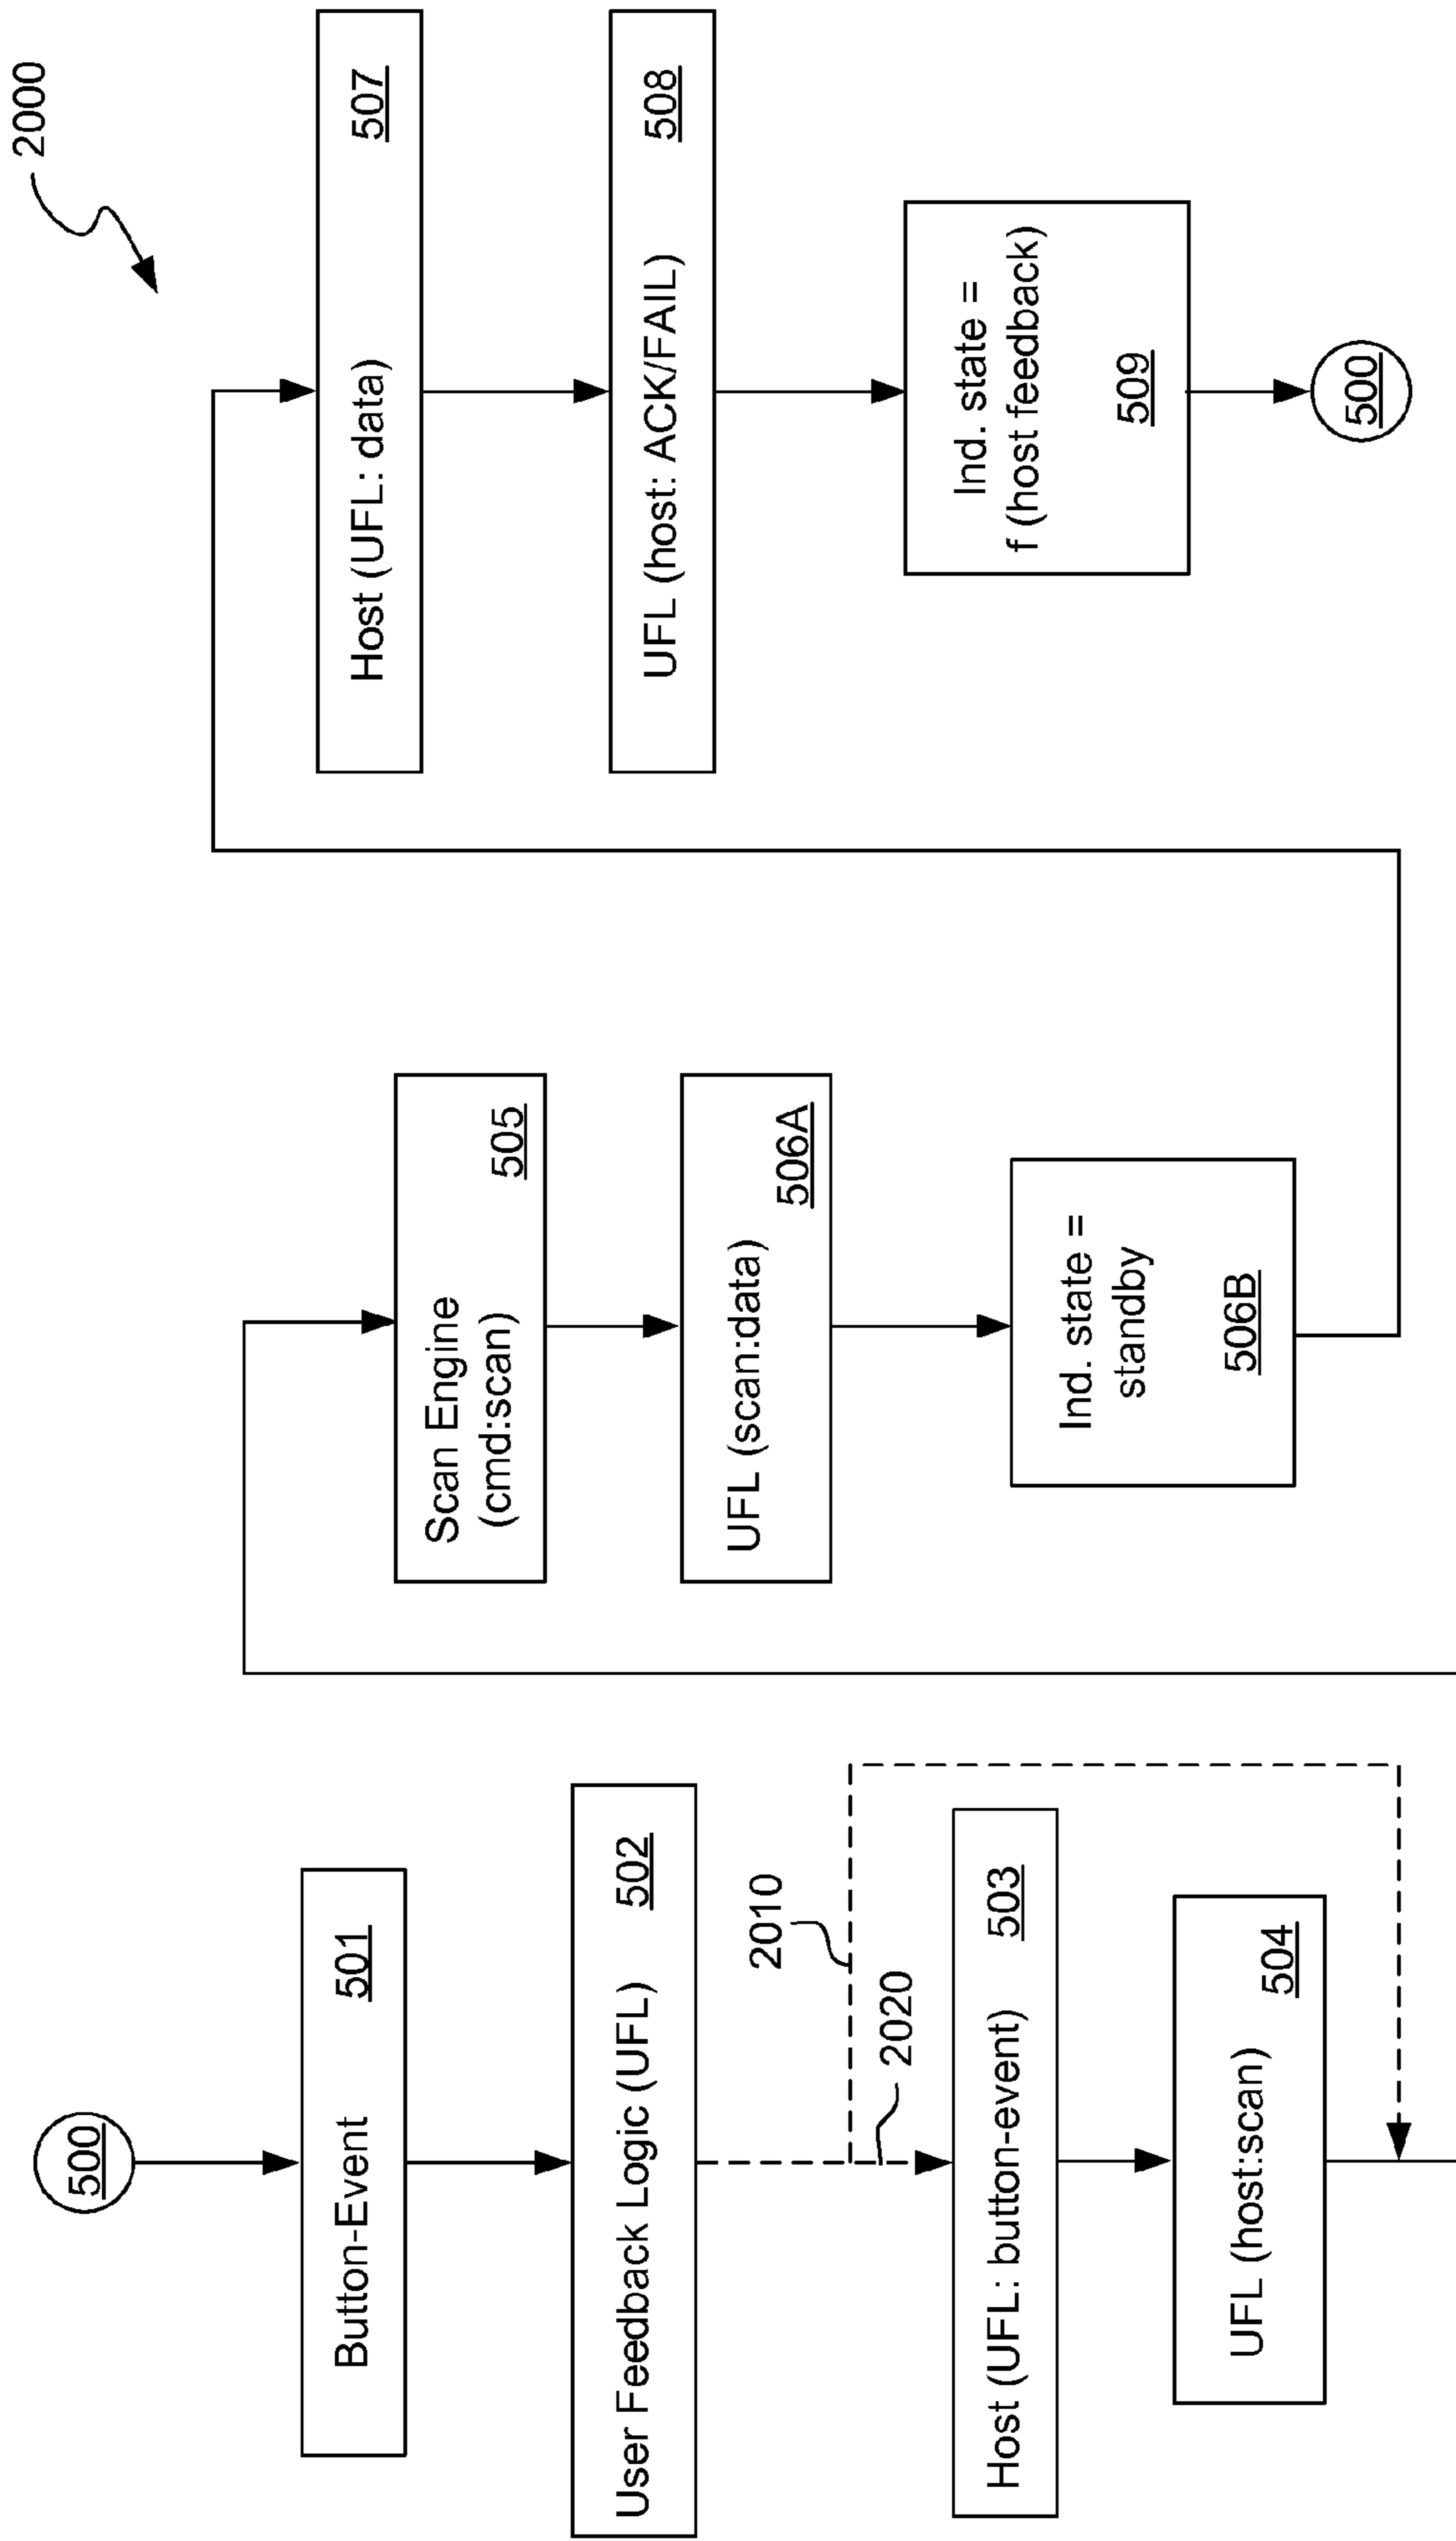 2000
500
Button-Event 501
User Feedback Logic (UFL) 502
2010
2020
Host (UFL: button-event) 503
UFL (host:scan) 504
Scan Engine
(cmd:scan)
505
UFL (scan:data)
506A
Ind. state =
standby
506B
Host (UFL: data) 507
UFL (host: ACK/FAIL) 508
Ind. state =
f (host feedback)
509
500